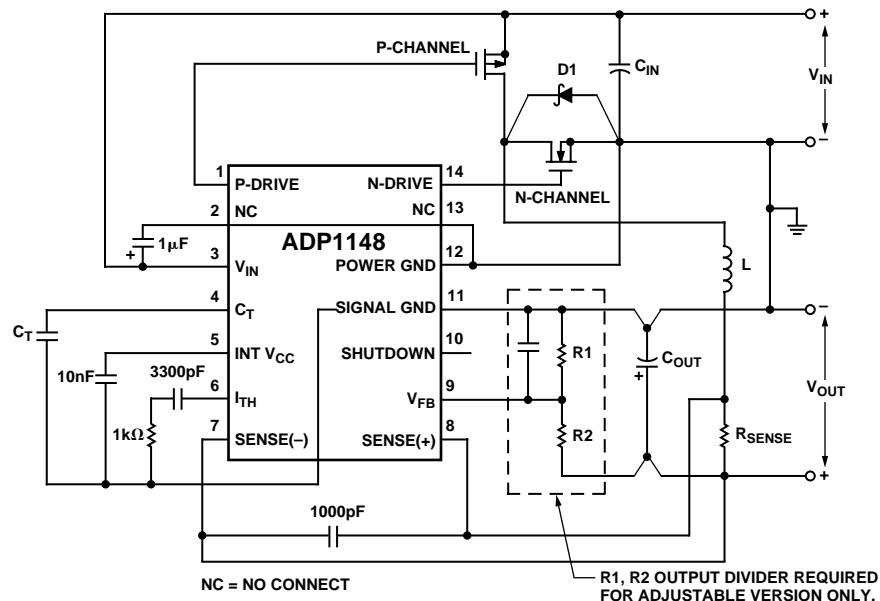 P-CHANNEL
+
D1
C_IN
V_IN
−
1
14
P-DRIVE
N-DRIVE
N-CHANNEL
2
NC
NC
13
ADP1148
1µF
+
3
V_IN
POWER GND
12
L
4
C_T
SIGNAL GND
11
−
C_T
5
INT V_CC
SHUTDOWN
10
R1
C_OUT
+
10nF
3300pF
6
I_TH
V_FB
9
V_OUT
1kΩ
7
SENSE(–)
SENSE(+)
8
R2
R_SENSE
+
1000pF
NC = NO CONNECT
R1, R2 OUTPUT DIVIDER REQUIRED
FOR ADJUSTABLE VERSION ONLY.